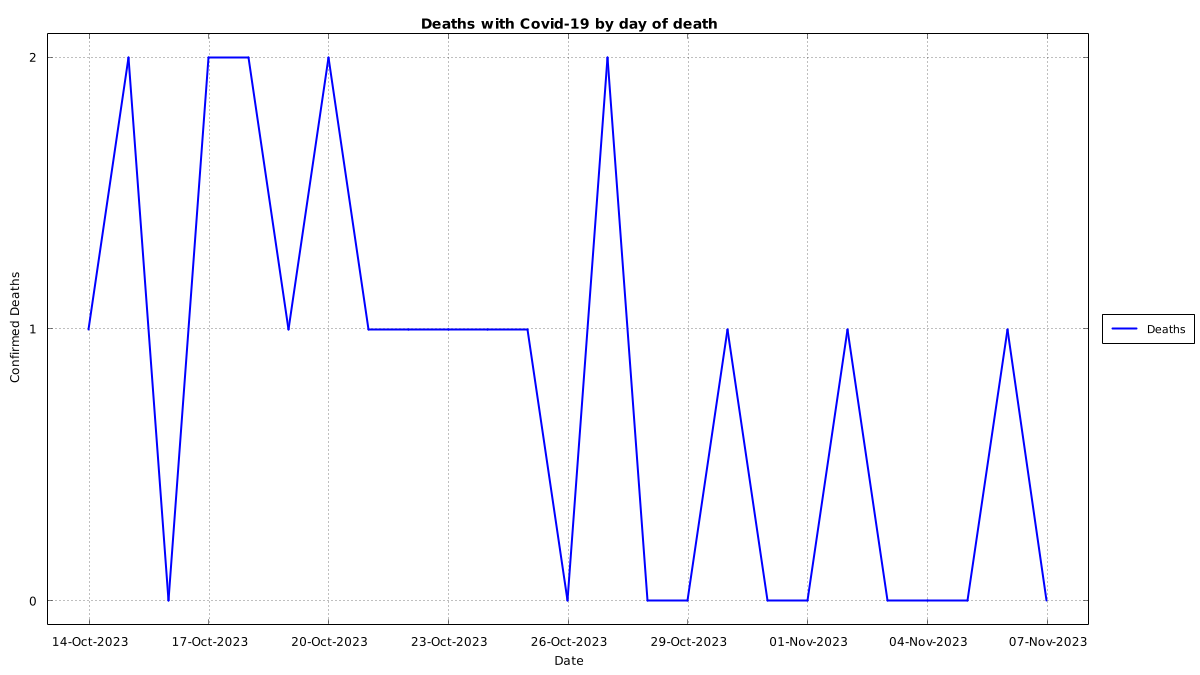 Deaths with Covid-19 by day of death
Confirmed Deaths
2
1
0
14-Oct-2023 17-Oct-2023 20-Oct-2023 23-Oct-2023 26-Oct-2023 29-Oct-2023 01-Nov-2023 04-Nov-2023 07-Nov-2023
Date
Deaths